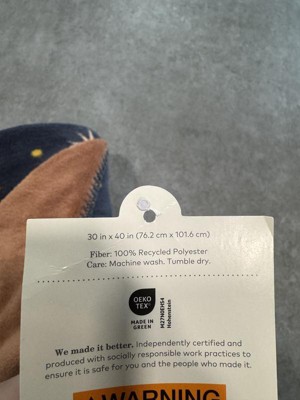 30 in x 40 in (76.2 cm x 101.6 cm)
Fiber: 100% Recycled Polyester
Care: Machine wash. Tumble dry.
OEKO
TEX®
MADE IN
GREEN
M27N0EH54
Hohenstein
We made it better. Independently certified and
produced with socially responsible work practices to
ensure it is safe for you and the people who made it.
WARNING